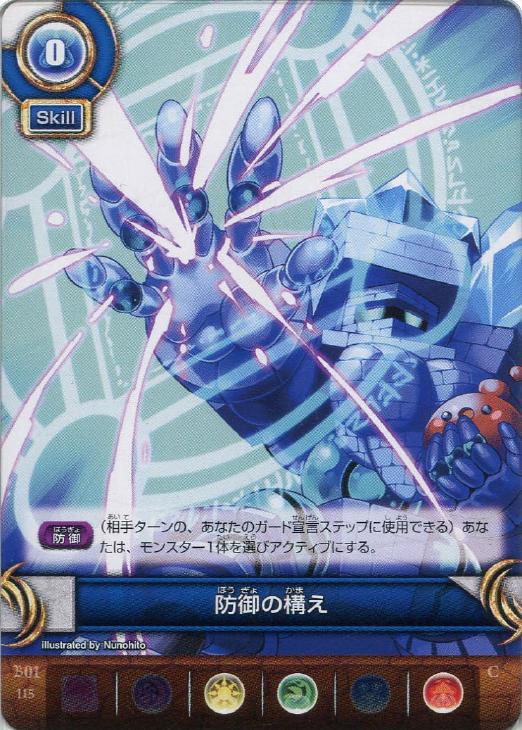 0
Skill
防御 (相手ターンの、あなたのガード宣言ステップに使用できる) あな
たは、モンスター1体を選びアクティブにする。
防御の構え
illustrated by Nunohito
B01
C
115